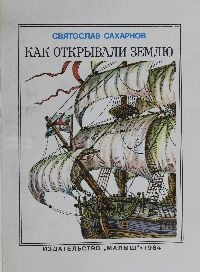 СВЯТОСЛАВ САХАРНОВ
КАК ОТКРЫВАЛИ ЗЕМЛЮ
ИЗДАТЕЛЬСТВО „МАЛЫШ“ • 1984